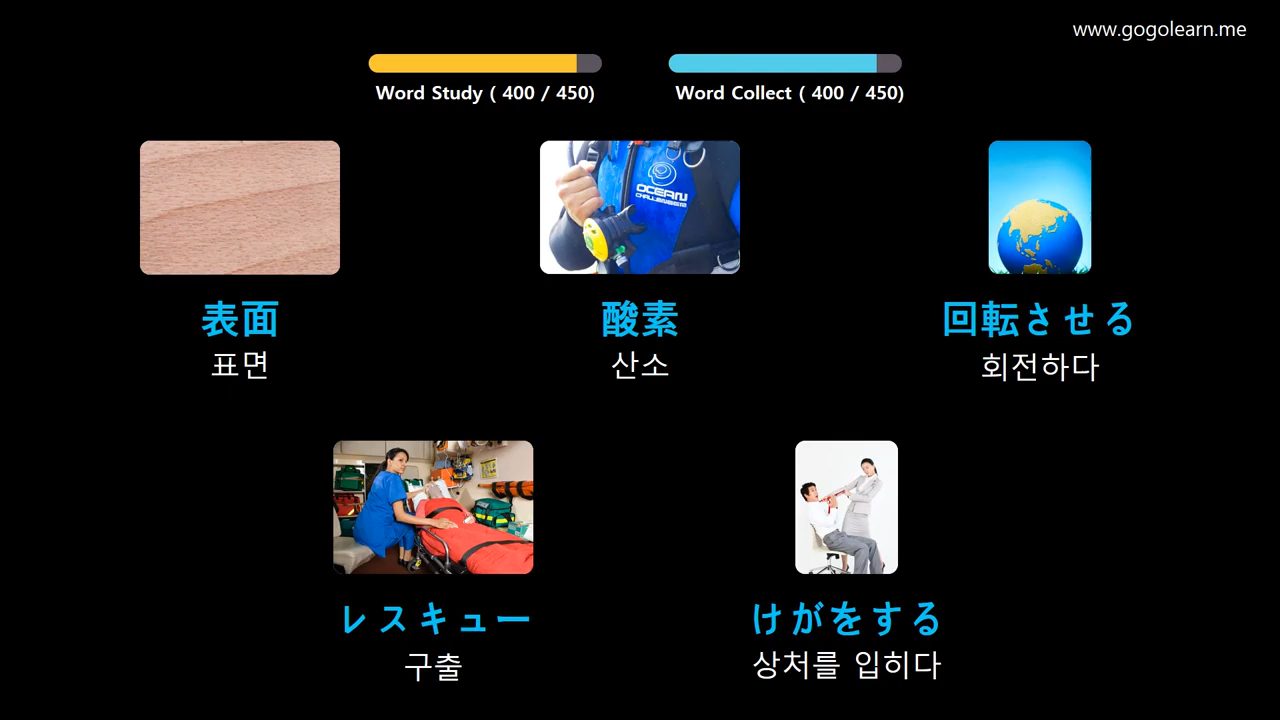 www.gogolearn.me
Word Study ( 400 / 450)
Word Collect ( 400 / 450)
OCEAN
CHALLENGER
表面
표면
酸素
산소
回転させる
회전하다
レスキュー
구출
けがをする
상처를 입히다